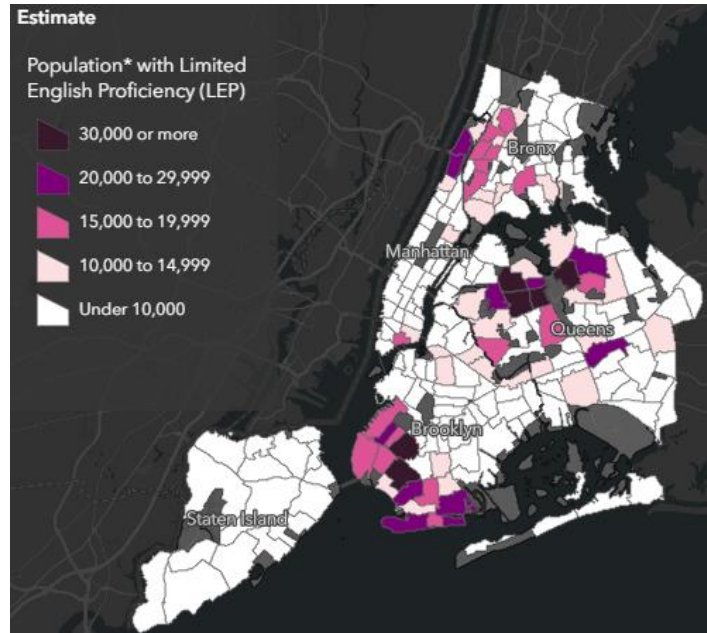 Estimate
Population* with Limited
English Proficiency (LEP)
30,000 or more
20,000 to 29,999
15,000 to 19,999
10,000 to 14,999
Under 10,000
Bronx
Manhattan
Queens
Brooklyn
Staten Island